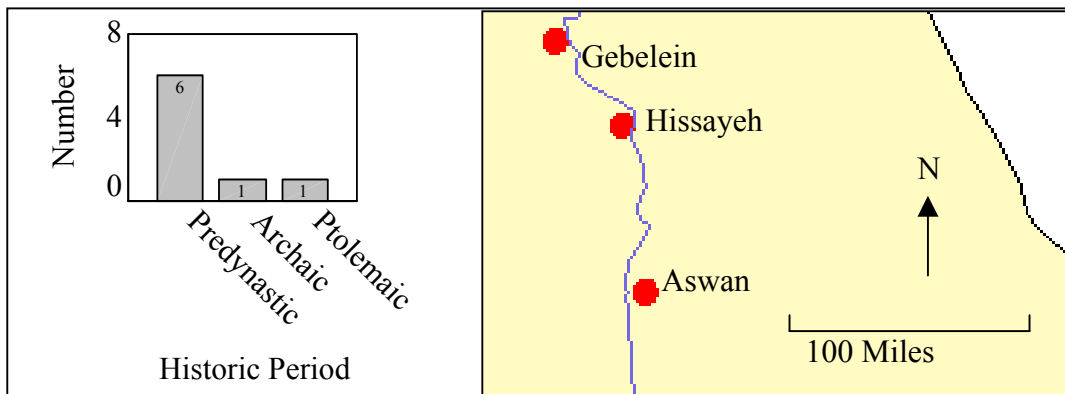 8
4
0
Number
6
1
1
Predynastic
Archaic
Ptolemaic
Historic Period
Gebelein
Hissayeh
N
Aswan
100 Miles